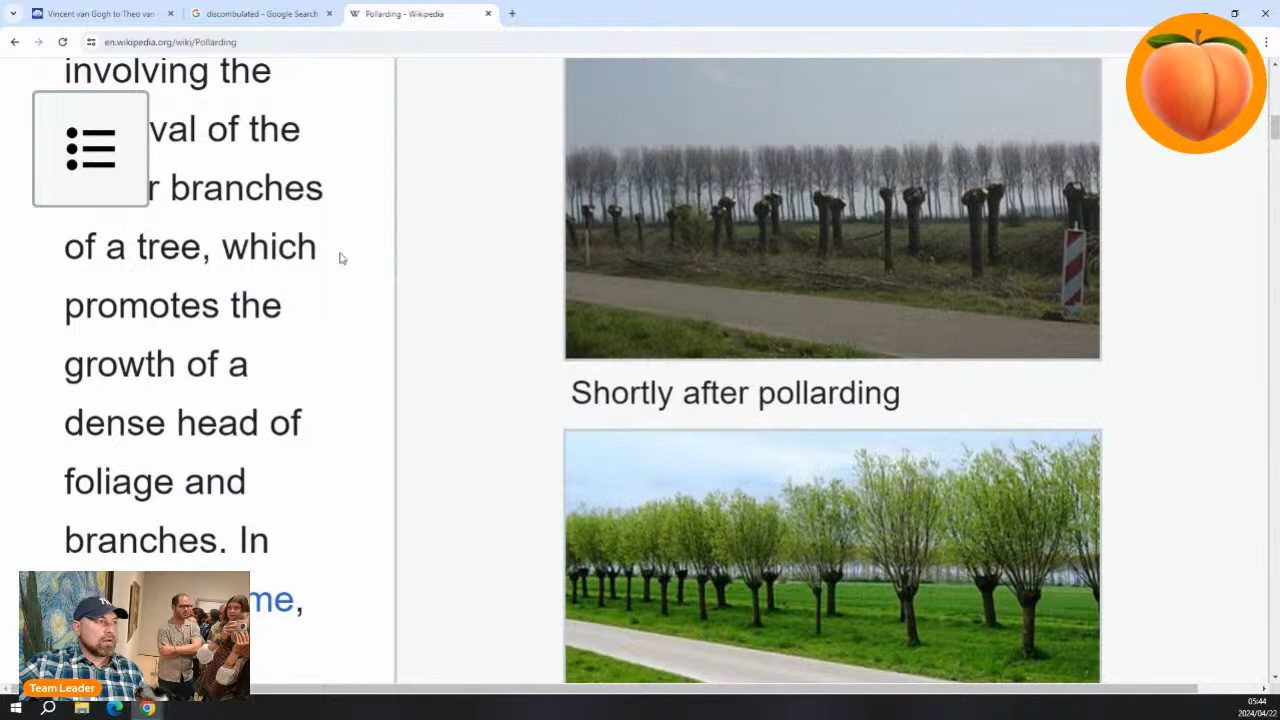 Vincent van Gogh to Theo van
discombulated - Google Search
Pollarding - Wikipedia
en.wikipedia.org/wiki/Pollarding
involving the
val of the
r branches
of a tree, which
promotes the
growth of a
dense head of
foliage and
branches. In
me,
Shortly after pollarding
Team Leader
05:44
2024/04/22